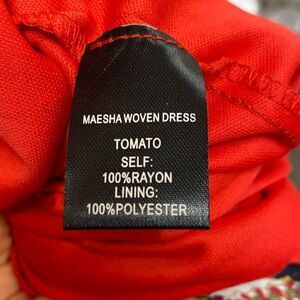 MAESHA WOVEN DRESS
TOMATO
SELF:
100%RAYON
LINING:
100%POLYESTER